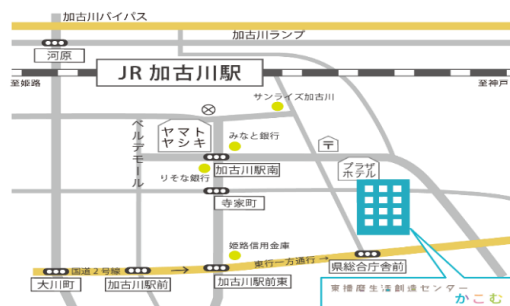 加古川バイパス
加古川ランプ
河原
JR 加古川駅
至姫路
至神戸
サンライズ加古川
ベルデモール
ヤマト
ヤシキ
みなと銀行
〒
加古川駅南
りそな銀行
プラザ
ホテル
寺家町
姫路信用金庫
東行一方通行→
国道2号線
→
大川町
加古川駅前
加古川駅前東
県総合庁舎前
東播磨生活創造センター
かこむ